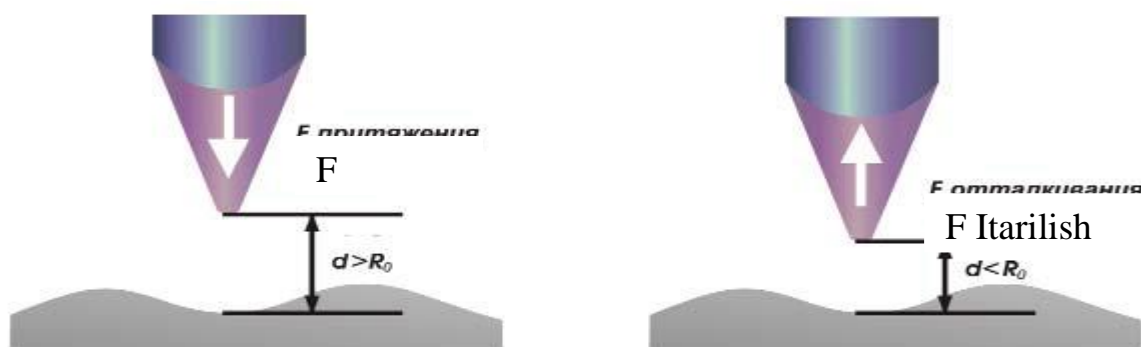 F притяжения
F
d>R₀
F отталкивания
F Itarilish
d<R₀